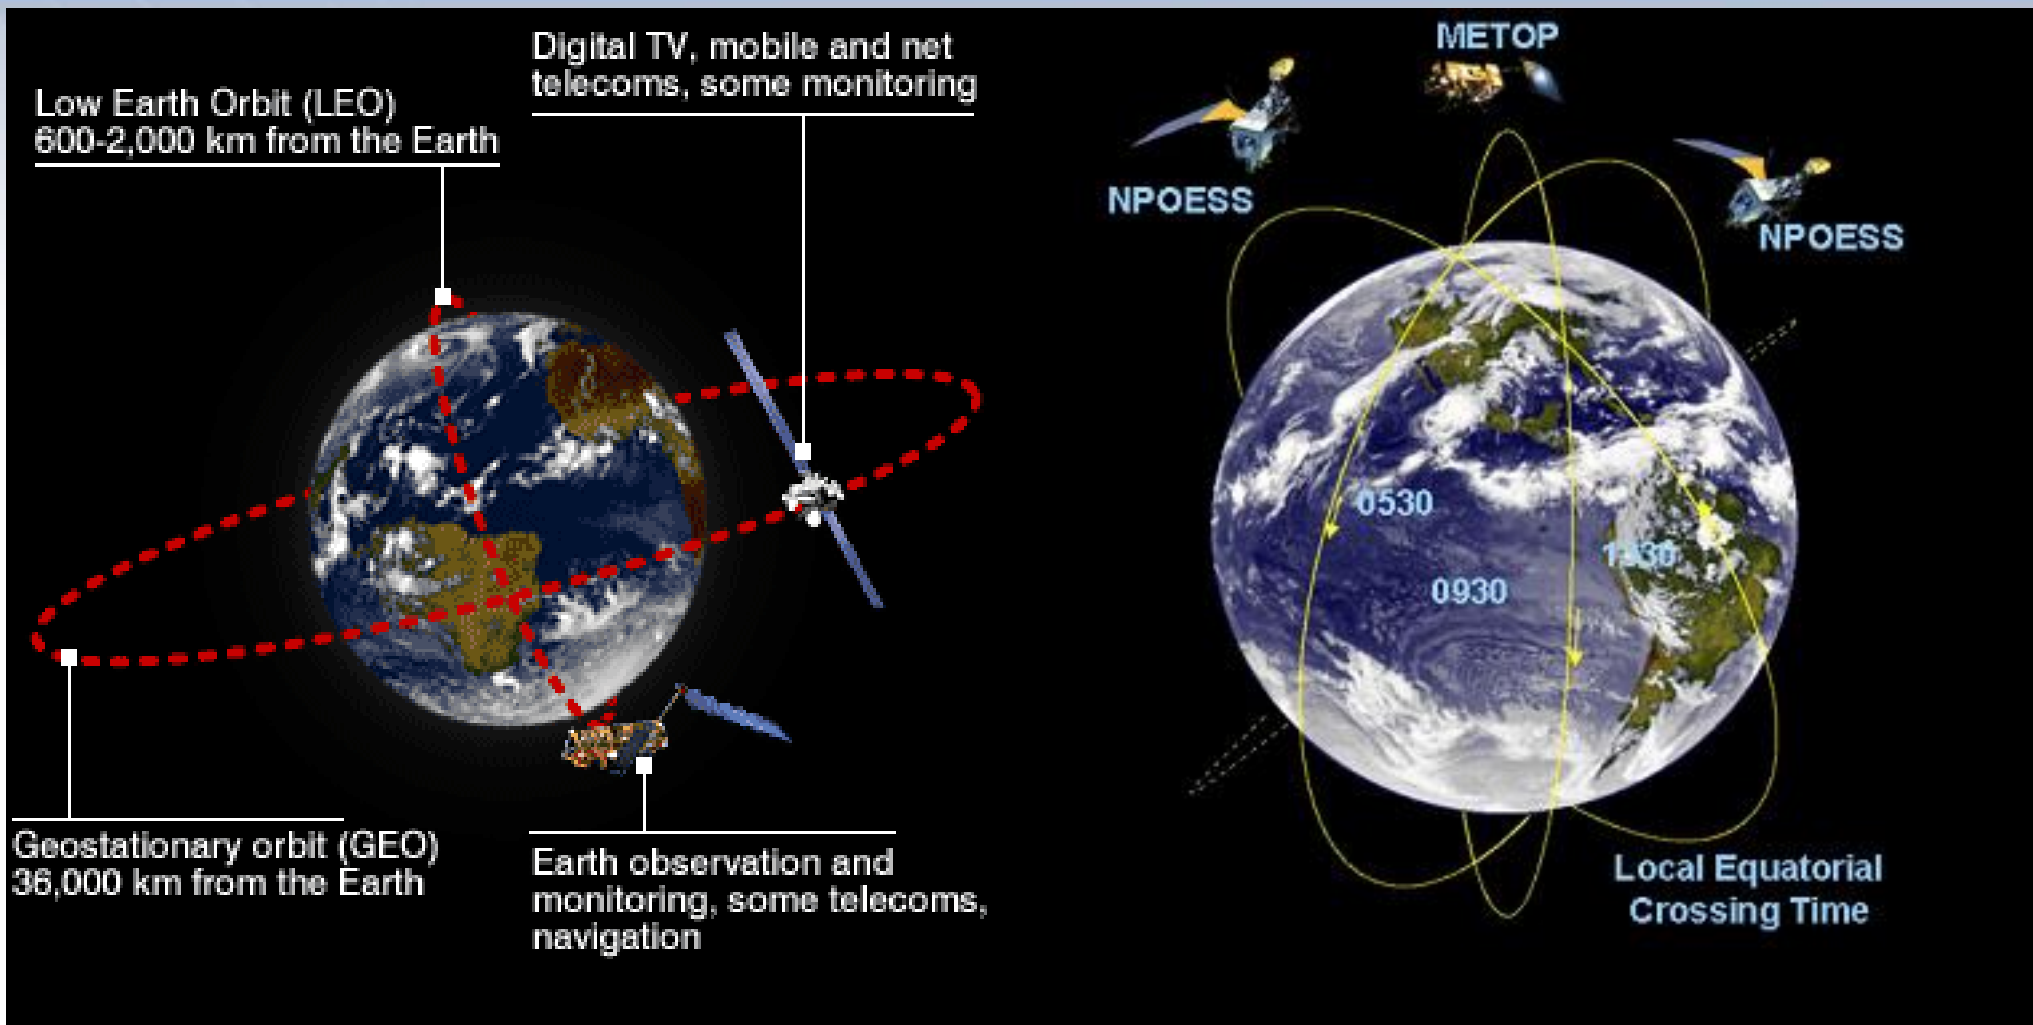 Low Earth Orbit (LEO)
600-2,000 km from the Earth
Digital TV, mobile and net
telecoms, some monitoring
Geostationary orbit (GEO)
36,000 km from the Earth
Earth observation and
monitoring, some telecoms,
navigation
METOP
NPOESS
NPOESS
0530
1330
0930
Local Equatorial
Crossing Time